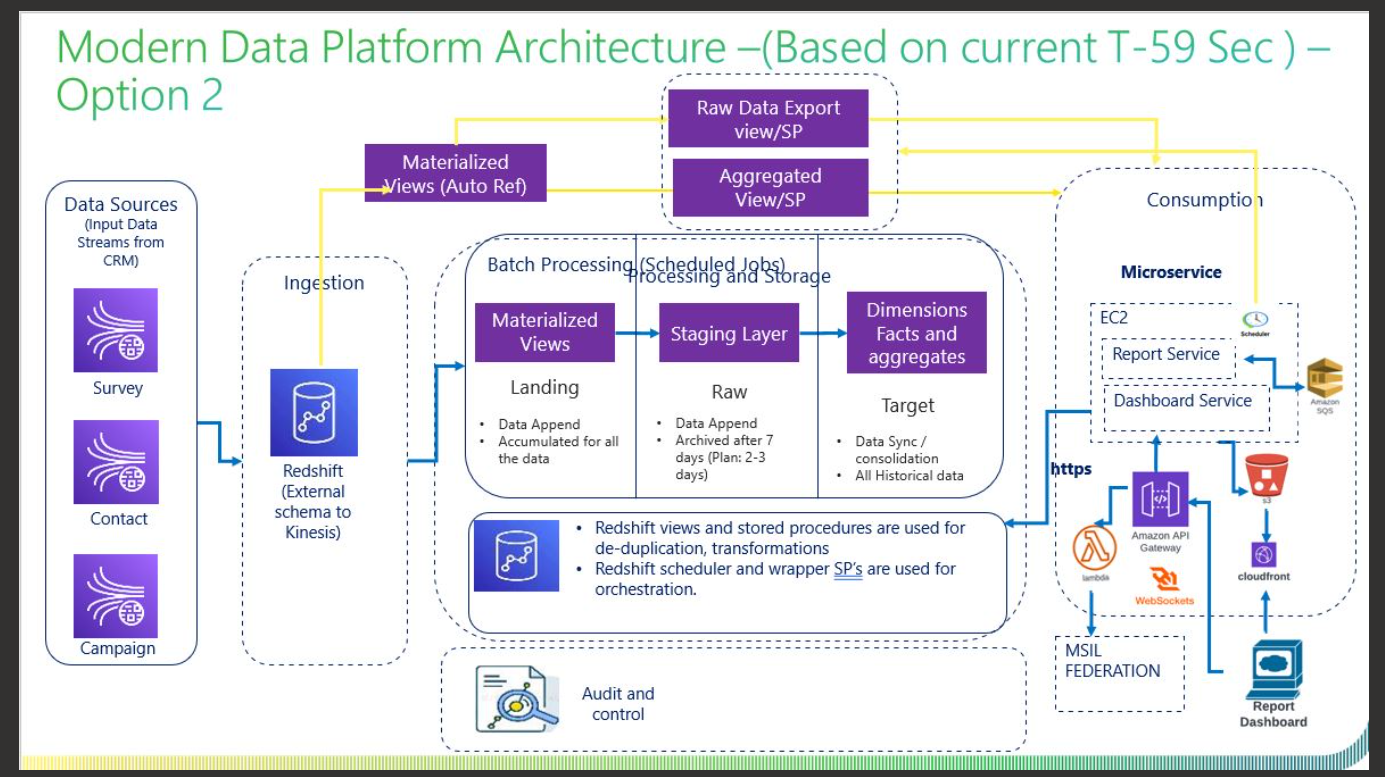 Modern Data Platform Architecture –(Based on current T-59 Sec ) –
Option 2
Raw Data Export
view/SP
Materialized
Views (Auto Ref)
Aggregated
View/SP
Data Sources
(Input Data
Streams from
CRM)
Survey
Contact
Campaign
Ingestion
Redshift
(External
schema to
Kinesis)
Batch Processing (Scheduled Jobs)
Processing and Storage
Materialized
Views
Staging Layer
Dimensions
Facts and
aggregates
Landing
• Data Append
• Accumulated for all
the data
Raw
• Data Append
• Archived after 7
days (Plan: 2-3
days)
Target
• Data Sync /
consolidation
• All Historical data
• Redshift views and stored procedures are used for
de-duplication, transformations
• Redshift scheduler and wrapper SP's are used for
orchestration.
Audit and
control
Consumption
Microservice
EC2
Scheduler
Report Service
Dashboard Service
Amazon
SQS
https
Amazon API
Gateway
s3
lambda
WebSockets
cloudfront
MSIL
FEDERATION
Report
Dashboard